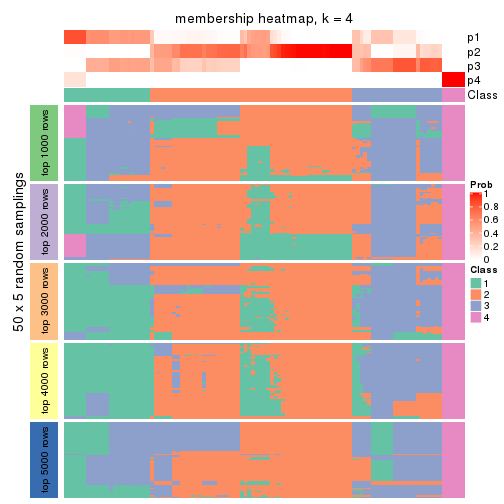 membership heatmap, k = 4
p1
p2
p3
p4
Class
50 x 5 random samplings
top 1000 rows
top 2000 rows
top 3000 rows
top 4000 rows
top 5000 rows
Prob
1
0.8
0.6
0.4
0.2
0
Class
1
2
3
4